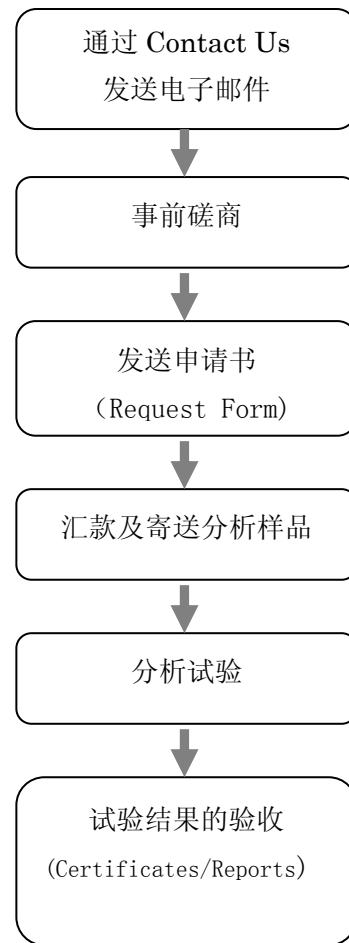 通过 Contact Us
发送电子邮件
事前磋商
发送申请书
（Request Form)
汇款及寄送分析样品
分析试验
试验结果的验收
(Certificates/Reports)